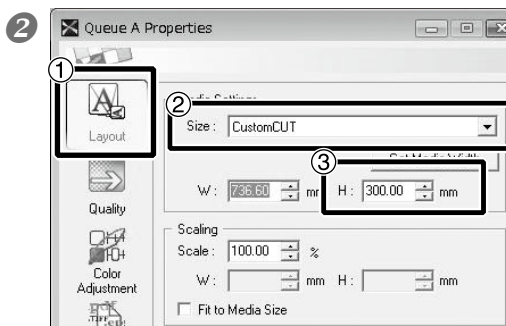 2
Queue A Properties
1
Layout
2
Size : CustomCUT
3
W : 736.60 mm H : 300.00 mm
Quality
Scaling
Scale : 100.00 %
W : mm H : mm
Color
Adjustment
Fit to Media Size